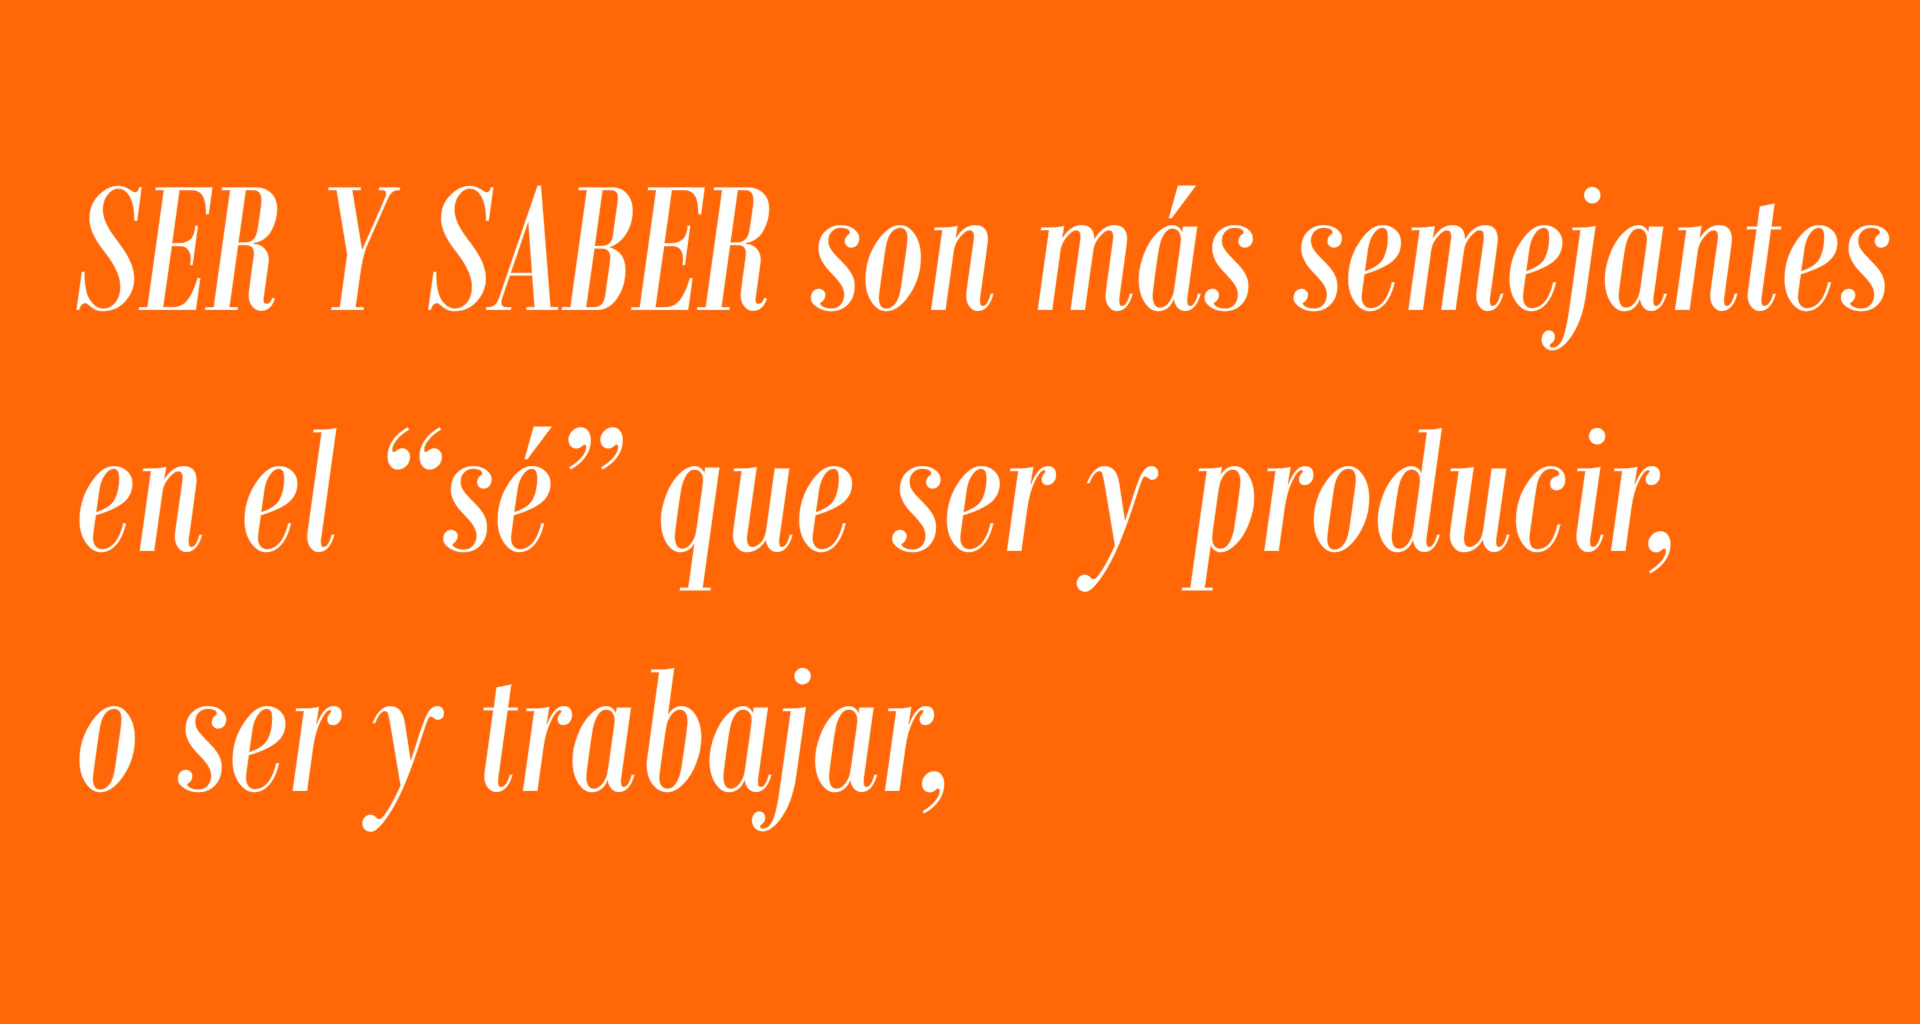 SER Y SABER son más semejantes
en el “sé” que ser y producir,
o ser y trabajar,